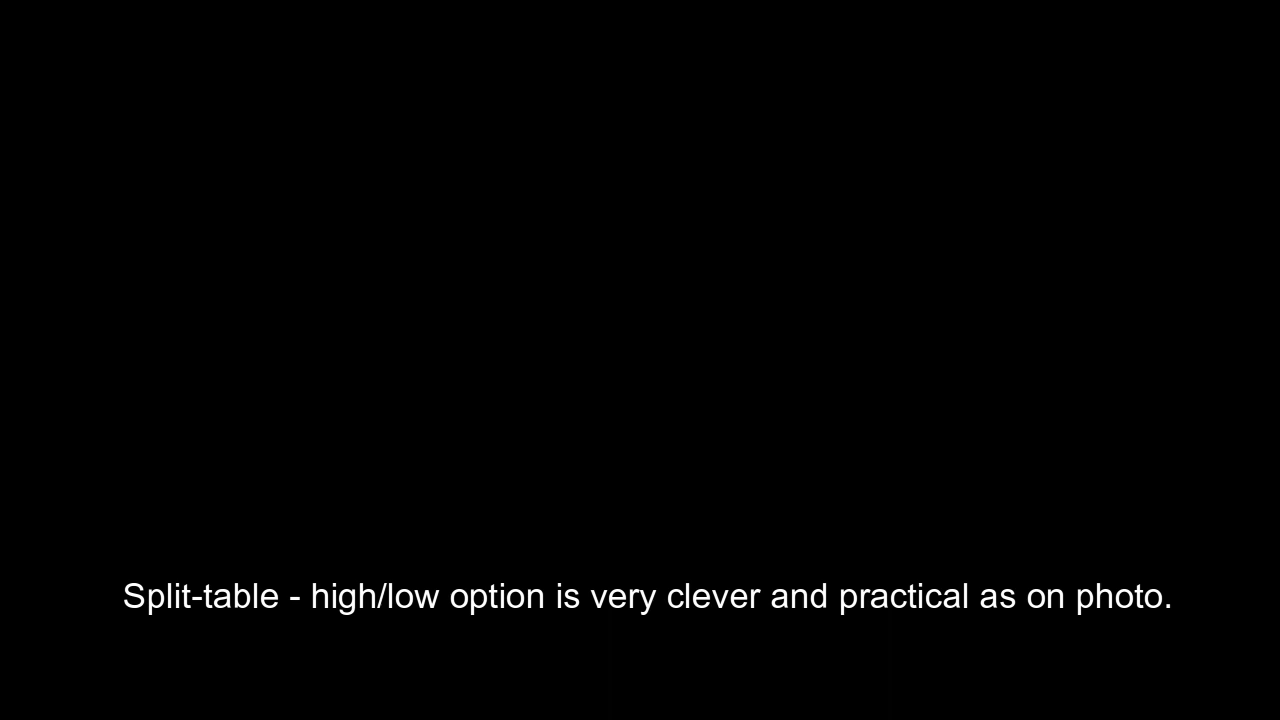 Split-table - high/low option is very clever and practical as on photo.